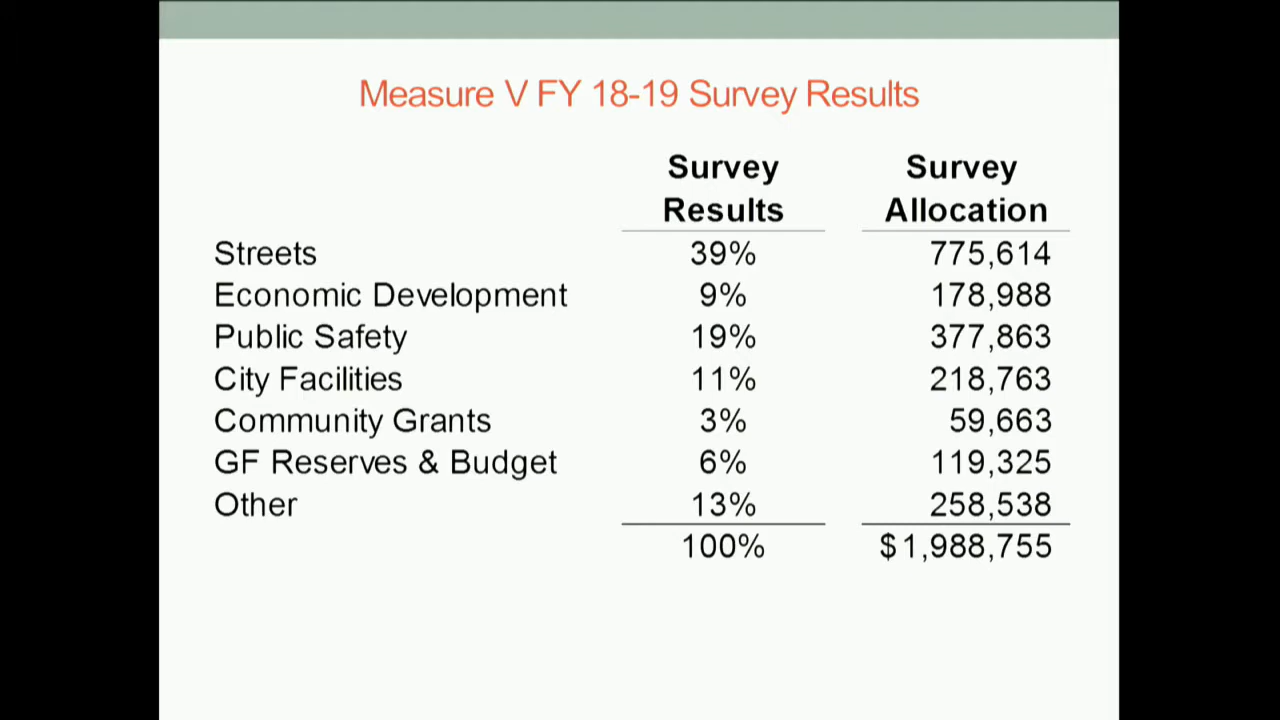 Measure V FY 18-19 Survey Results
Survey Survey
Results Allocation
Streets 39% 775,614
Economic Development 9% 178,988
Public Safety 19% 377,863
City Facilities 11% 218,763
Community Grants 3% 59,663
GF Reserves & Budget 6% 119,325
Other 13% 258,538
100% $1,988,755